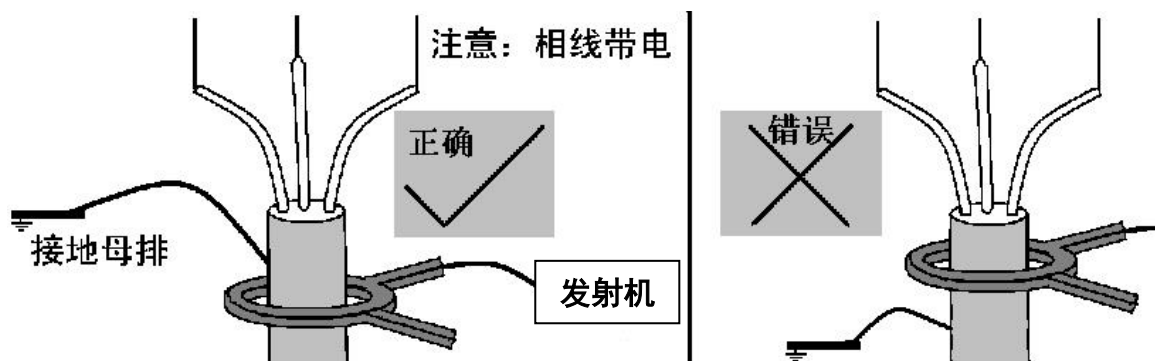 注意：相线带电
正确
接地母排
发射机
错误